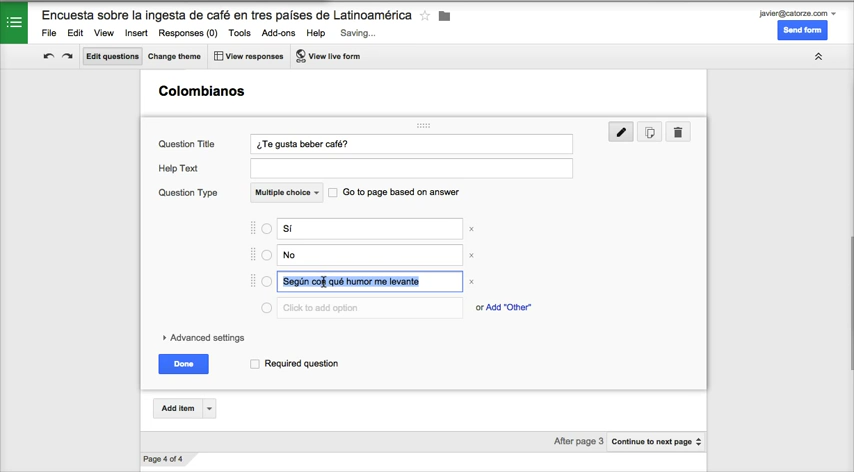 Encuesta sobre la ingesta de café en tres países de Latinoamérica
javier@catorze.com
File Edit View Insert Responses (0) Tools Add-ons Help Saving...
Send form
Edit questions Change theme View responses View live form
Colombianos
Question Title ¿Te gusta beber café?
Help Text
Question Type Multiple choice Go to page based on answer
Sí x
No x
Según con qué humor me levante x
Click to add option or Add "Other"
Advanced settings
Done Required question
Add item
After page 3 Continue to next page
Page 4 of 4